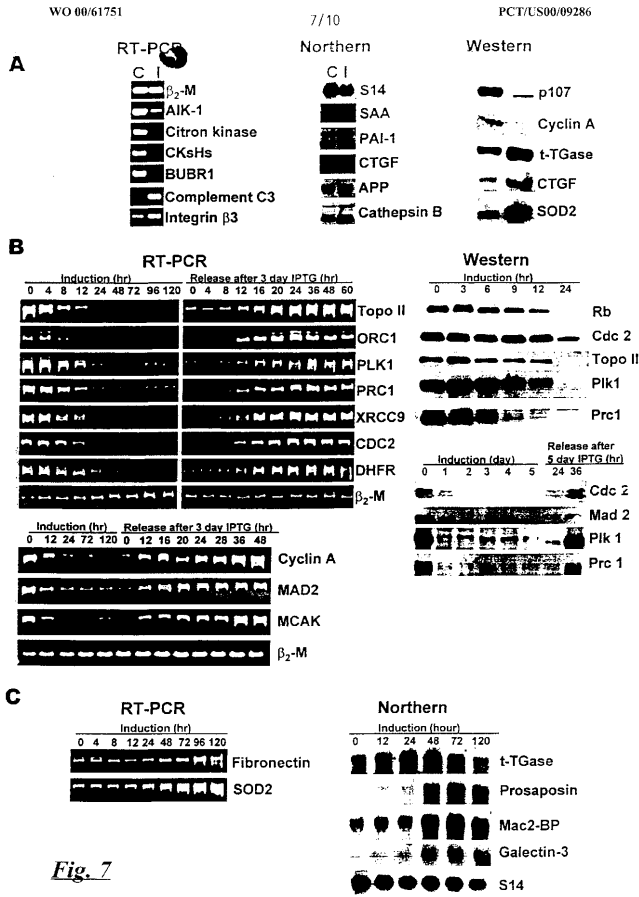 WO 00/61751
7/10
PCT/US00/09286
A
RT-PCR
C I
β2-M
AIK-1
Citron kinase
CKsHs
BUBR1
Complement C3
Integrin β3
Northern
C I
S14
SAA
PAI-1
CTGF
APP
Cathepsin B
Western
p107
Cyclin A
t-TGase
CTGF
SOD2
B
RT-PCR
Induction (hr)
Release after 3 day IPTG (hr)
0 4 8 12 24 48 72 96 120
0 4 8 12 16 20 24 36 48 60
Topo II
ORC1
PLK1
PRC1
XRCC9
CDC2
DHFR
β2-M
Induction (hr)
Release after 3 day IPTG (hr)
0 12 24 72 120
0 12 16 20 24 28 36 48
Cyclin A
MAD2
MCAK
β2-M
Western
Induction (hr)
0 3 6 9 12 24
Rb
Cdc 2
Topo II
Plk1
Prc1
Release after
Induction (day)
5 day IPTG (hr)
0 1 2 3 4 5 24 36
Cdc 2
Mad 2
Plk 1
Prc 1
C
RT-PCR
Induction (hr)
0 4 8 12 24 48 72 96 120
Fibronectin
SOD2
Northern
Induction (hour)
0 12 24 48 72 120
t-TGase
Prosaposin
Mac2-BP
Galectin-3
S14
Fig. 7